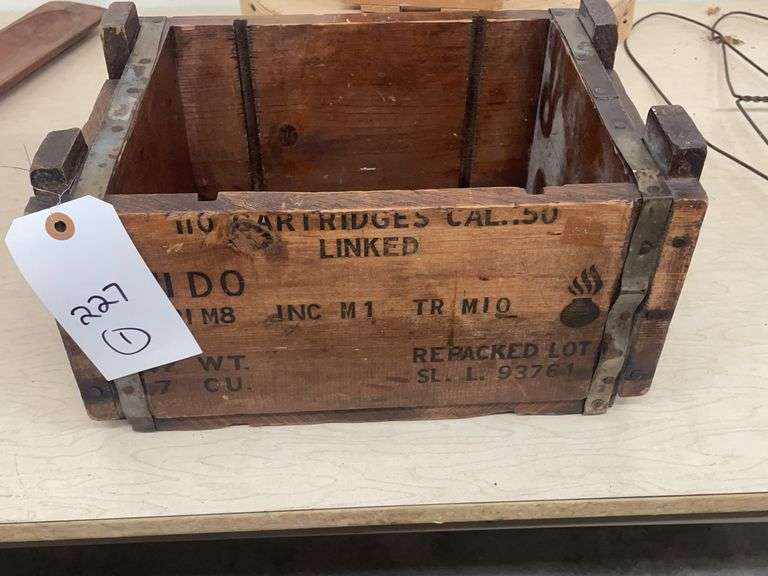 110 CARTRIDGES CAL..50
LINKED
IDO
M8 INC M1 TR M10
WT. REPACKED LOT
.7 CU. SL. L. 93761
227
1